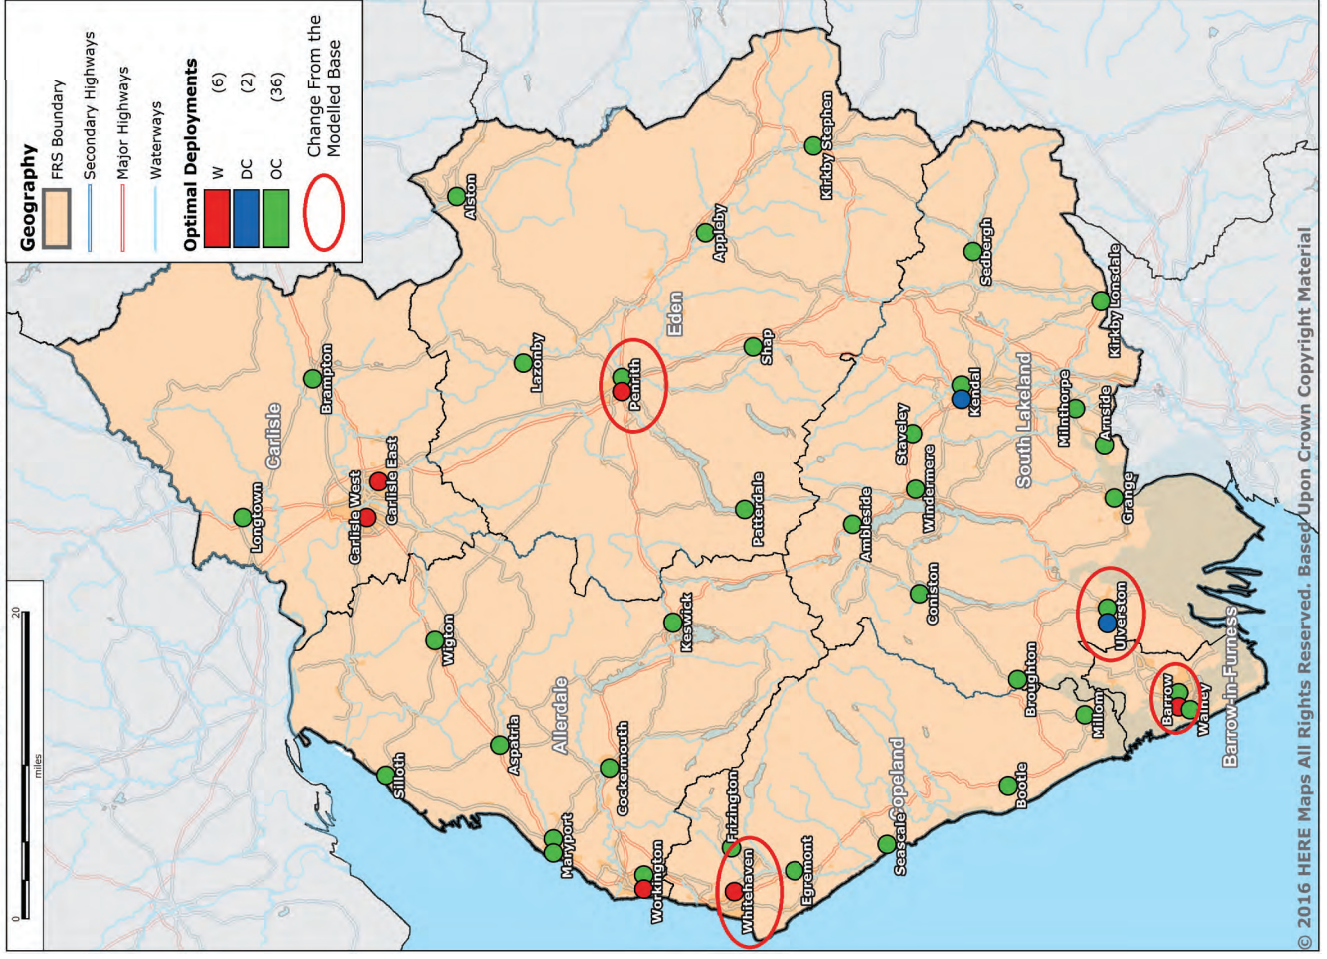 Geography
FRS Boundary
Secondary Highways
Major Highways
Waterways
Optimal Deployments
W (6)
DC (2)
OC (36)
Change From the
Modelled Base
0
20
miles
Longtown
Carlisle
Brampton
Carlisle West
Carlisle East
Alston
Wigton
Silloth
Lazonby
Aspatria
Allerdale
Penrith
Eden
Maryport
Cockermouth
Keswick
Appleby
Workington
Frizington
Whitehaven
Patterdale
Shap
Kirkby Stephen
Egremont
Ambleside
Seascale
Copeland
Staveley
Windermere
Coniston
Kendal
Sedbergh
South Lakeland
Bootle
Broughton
Milnthorpe
Arnside
Kirkby Lonsdale
Millom
Ulverston
Grange
Barrow
Walney
Barrow-in-Furness
© 2016 HERE Maps All Rights Reserved. Based Upon Crown Copyright Material